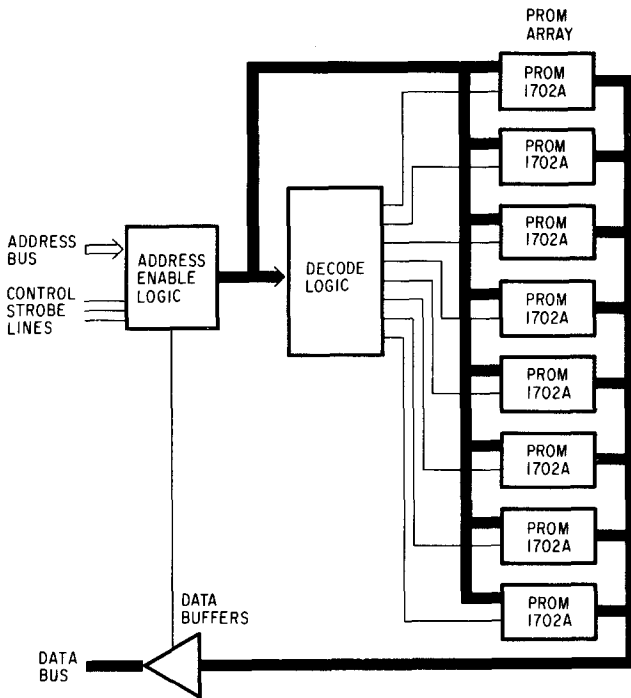 PROM
ARRAY
PROM
1702A
PROM
1702A
PROM
1702A
PROM
1702A
PROM
1702A
PROM
1702A
PROM
1702A
PROM
1702A
ADDRESS
BUS
CONTROL
STROBE
LINES
ADDRESS
ENABLE
LOGIC
DECODE
LOGIC
DATA
BUFFERS
DATA
BUS